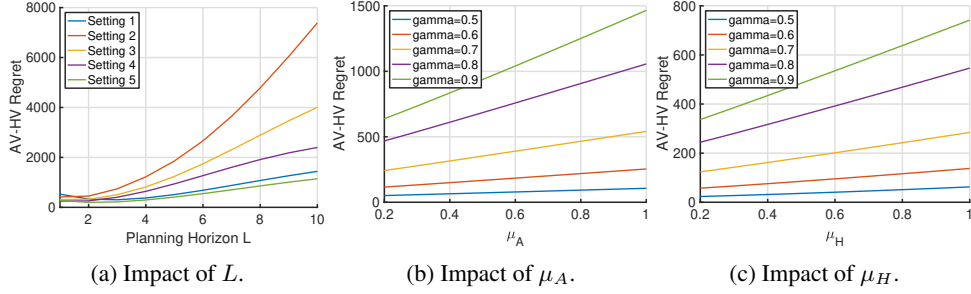 8000
6000
4000
2000
0
AV-HV Regret
Setting 1
Setting 2
Setting 3
Setting 4
Setting 5
2 4 6 8 10
Planning Horizon L
(a) Impact of L.
1500
1000
500
0
AV-HV Regret
gamma=0.5
gamma=0.6
gamma=0.7
gamma=0.8
gamma=0.9
0.2 0.4 0.6 0.8 1
μ_A
(b) Impact of μ_A.
800
600
400
200
0
AV-HV Regret
gamma=0.5
gamma=0.6
gamma=0.7
gamma=0.8
gamma=0.9
0.2 0.4 0.6 0.8 1
μ_H
(c) Impact of μ_H.